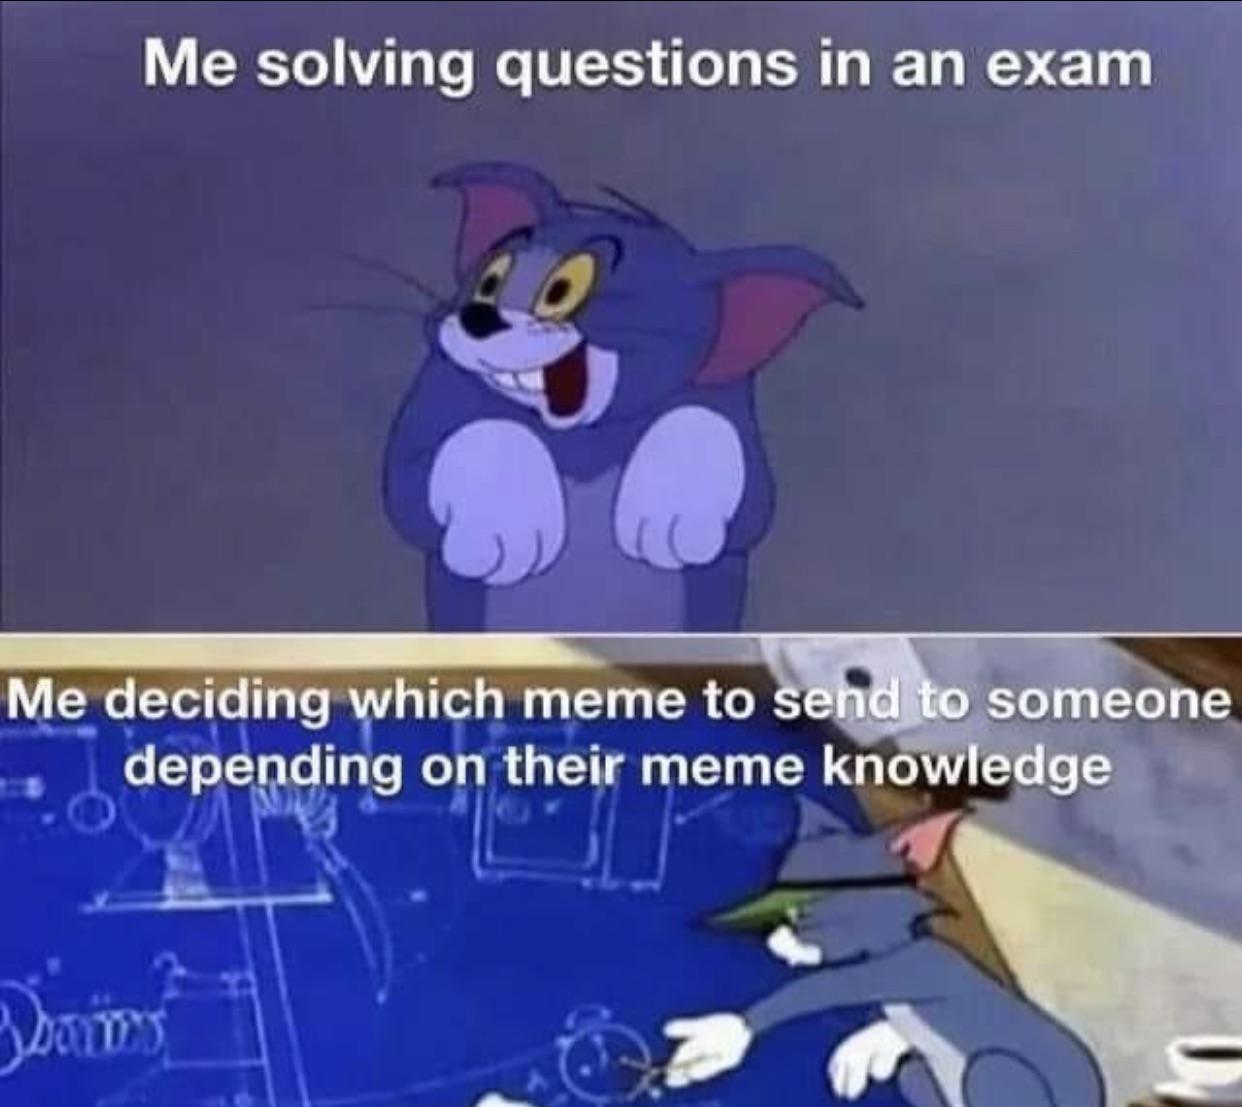 Me solving questions in an exam
Me deciding which meme to send to someone
depending on their meme knowledge